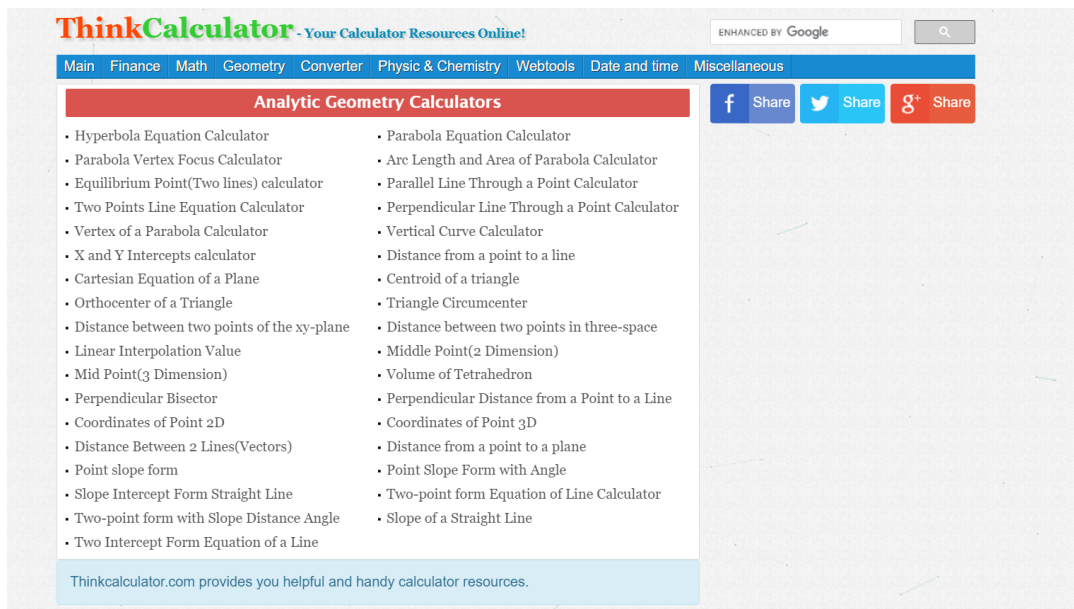 ThinkCalculator - Your Calculator Resources Online!
ENHANCED BY Google
Main Finance Math Geometry Converter Physic & Chemistry Webtools Date and time Miscellaneous
Analytic Geometry Calculators
f Share
Share
g+ Share
Hyperbola Equation Calculator
Parabola Equation Calculator
Parabola Vertex Focus Calculator
Arc Length and Area of Parabola Calculator
Equilibrium Point(Two lines) calculator
Parallel Line Through a Point Calculator
Two Points Line Equation Calculator
Perpendicular Line Through a Point Calculator
Vertex of a Parabola Calculator
Vertical Curve Calculator
X and Y Intercepts calculator
Distance from a point to a line
Cartesian Equation of a Plane
Centroid of a triangle
Orthocenter of a Triangle
Triangle Circumcenter
Distance between two points of the xy-plane
Distance between two points in three-space
Linear Interpolation Value
Middle Point(2 Dimension)
Mid Point(3 Dimension)
Volume of Tetrahedron
Perpendicular Bisector
Perpendicular Distance from a Point to a Line
Coordinates of Point 2D
Coordinates of Point 3D
Distance Between 2 Lines(Vectors)
Distance from a point to a plane
Point slope form
Point Slope Form with Angle
Slope Intercept Form Straight Line
Two-point form Equation of Line Calculator
Two-point form with Slope Distance Angle
Slope of a Straight Line
Two Intercept Form Equation of a Line
Thinkcalculator.com provides you helpful and handy calculator resources.